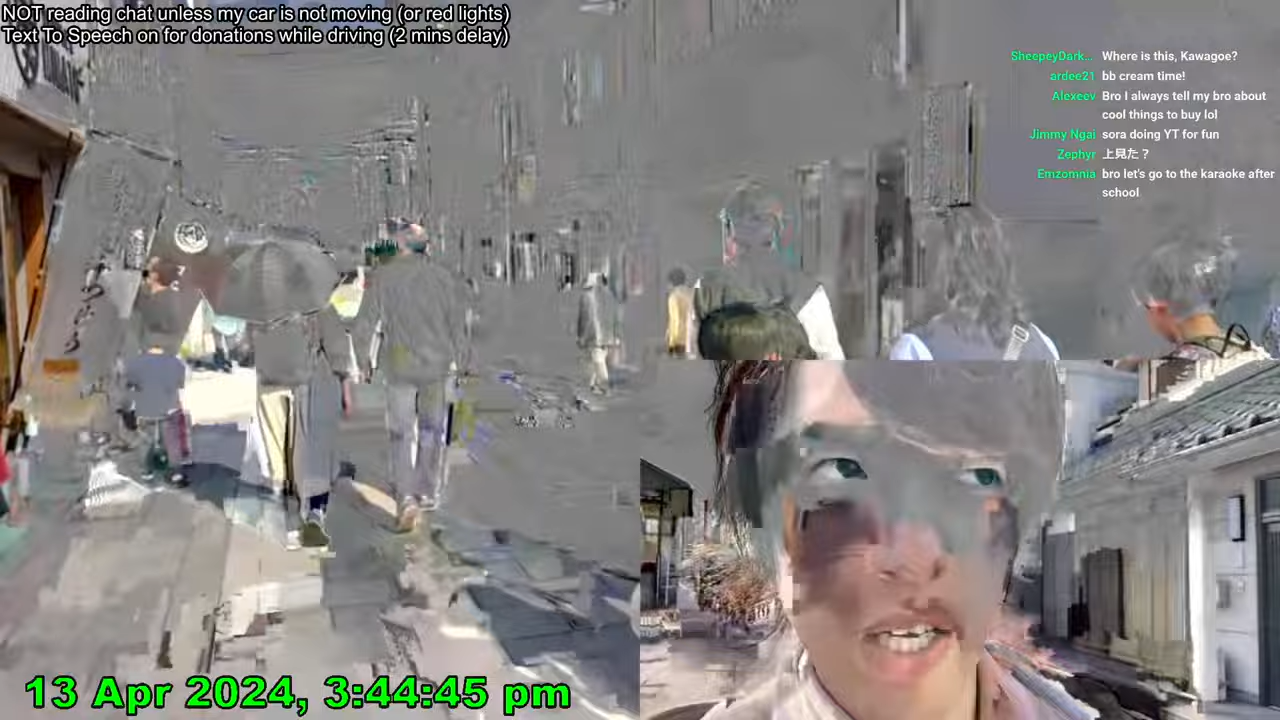 NOT reading chat unless my car is not moving (or red lights)
Text To Speech on for donations while driving (2 mins delay)
SheepeyDark... Where is this, Kawagoe?
ardee21 bb cream time!
Alexeev Bro I always tell my bro about
cool things to buy lol
Jimmy Ngai sora doing YT for fun
Zephyr 上見た？
Emzomnia bro let's go to the karaoke after
school
13 Apr 2024, 3:44:45 pm